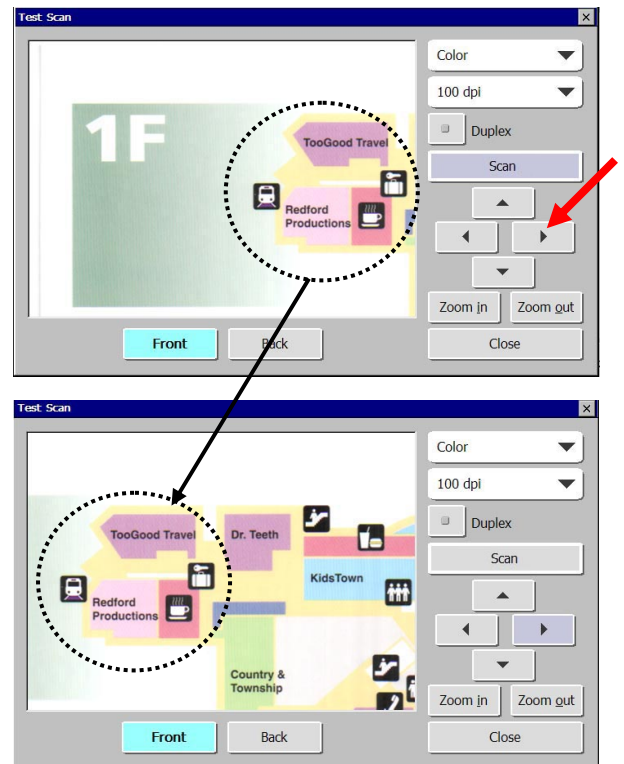 Test Scan
1F
TooGood Travel
Redford
Productions
Color
100 dpi
Duplex
Scan
Zoom in
Zoom out
Front
Back
Close
Test Scan
TooGood Travel
Dr. Teeth
KidsTown
Redford
Productions
Country &
Township
Color
100 dpi
Duplex
Scan
Zoom in
Zoom out
Front
Back
Close